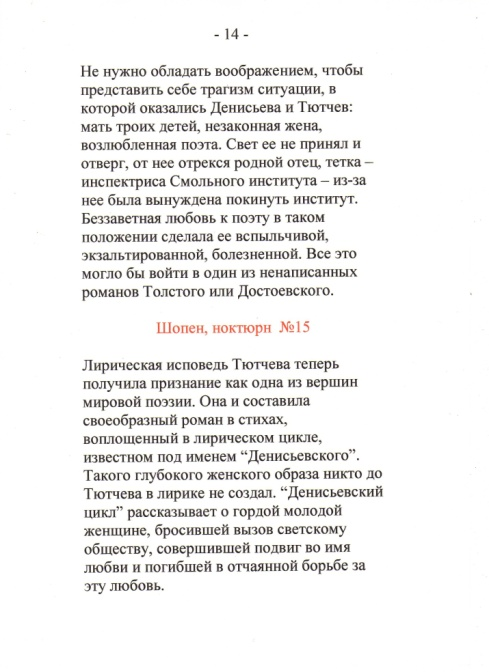 - 14 -
Не нужно обладать воображением, чтобы
представить себе трагизм ситуации, в
которой оказались Денисьева и Тютчев:
мать троих детей, незаконная жена,
возлюбленная поэта. Свет ее не принял и
отверг, от нее отрекся родной отец, тетка –
инспектриса Смольного института – из-за
нее была вынуждена покинуть институт.
Беззаветная любовь к поэту в таком
положении сделала ее вспыльчивой,
экзальтированной, болезненной. Все это
могло бы войти в один из ненаписанных
романов Толстого или Достоевского.
Шопен, ноктюрн №15
Лирическая исповедь Тютчева теперь
получила признание как одна из вершин
мировой поэзии. Она и составила
своеобразный роман в стихах,
воплощенный в лирическом цикле,
известном под именем “Денисьевского”.
Такого глубокого женского образа никто до
Тютчева в лирике не создал. “Денисьевский
цикл” рассказывает о гордой молодой
женщине, бросившей вызов светскому
обществу, совершившей подвиг во имя
любви и погибшей в отчаянной борьбе за
эту любовь.